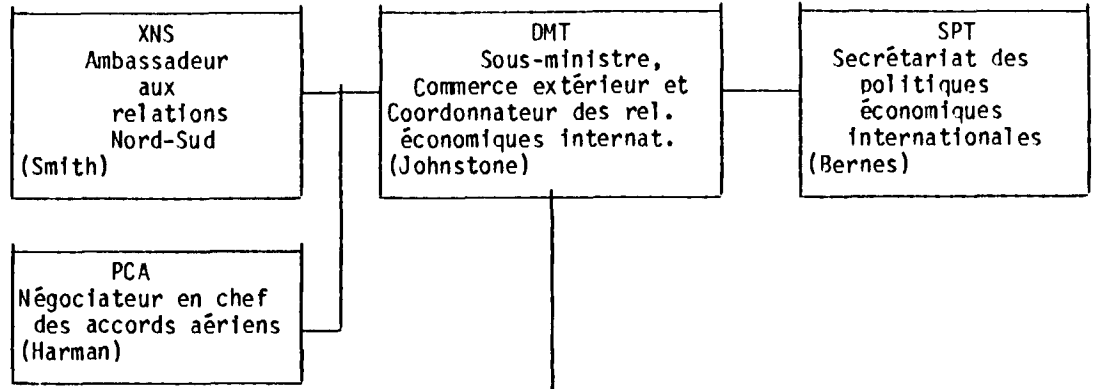 XNS
Ambassadeur
aux
relations
Nord-Sud
(Smith)
DMT
Sous-ministre,
Commerce extérieur et
Coordonnateur des rel.
économiques internat.
(Johnstone)
SPT
Secrétariat des
politiques
économiques
internationales
(Bernes)
PCA
Négociateur en chef
des accords aériens
(Harman)